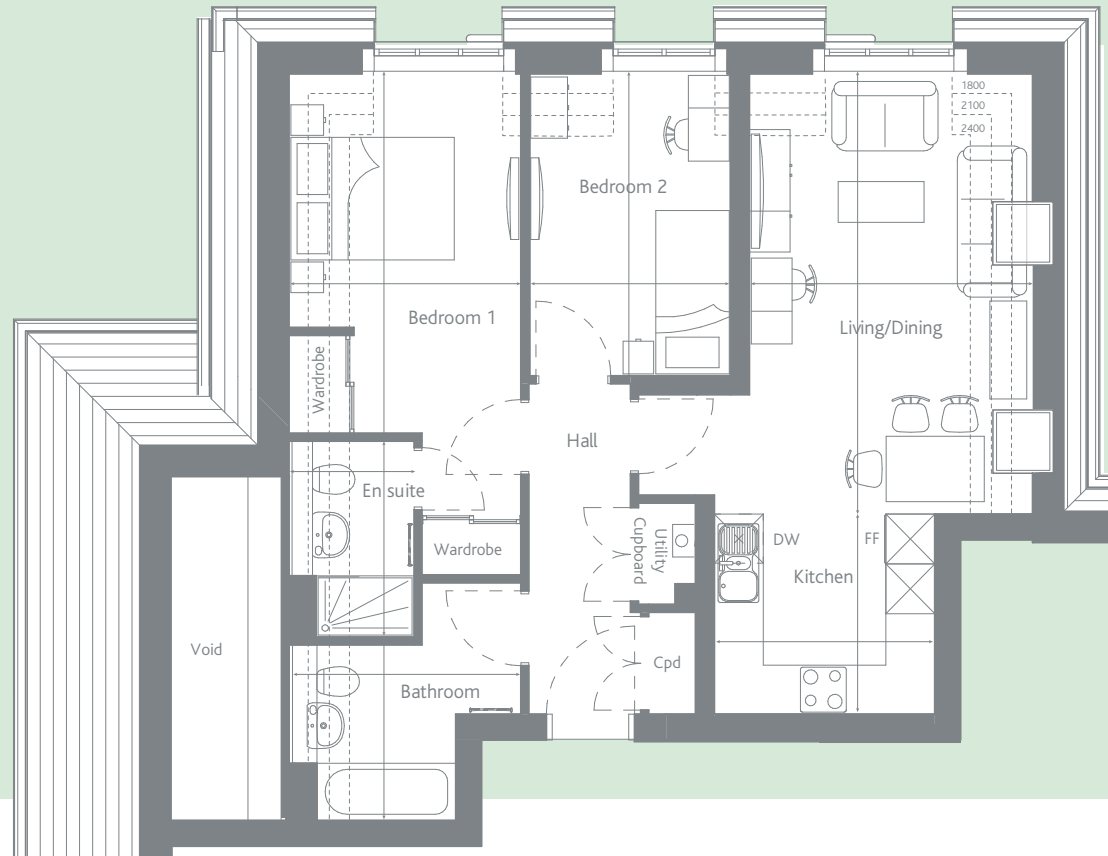 1800
2100
2400
Bedroom 2
Bedroom 1
Living/Dining
Wardrobe
Hall
En suite
Wardrobe
Utility
Cupboard
DW
FF
Kitchen
Void
Cpd
Bathroom